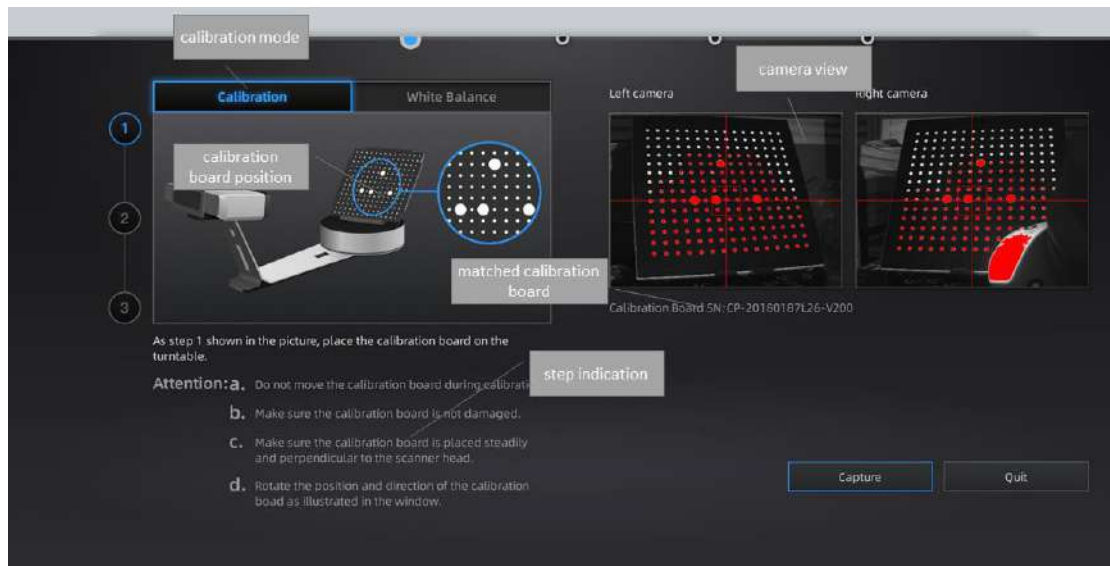 calibration mode
camera view
Calibration
White Balance
Left camera
Right camera
1
calibration
board position
2
matched calibration
board
3
Calibration Board SN: CP-20180187L26-V200
As step 1 shown in the picture, place the calibration board on the
turntable.
step indication
Attention: a. Do not move the calibration board during calibrati
b. Make sure the calibration board is not damaged.
c. Make sure the calibration board is placed steadily
and perpendicular to the scanner head.
d. Rotate the position and direction of the calibration
boad as illustrated in the window.
Capture
Quit